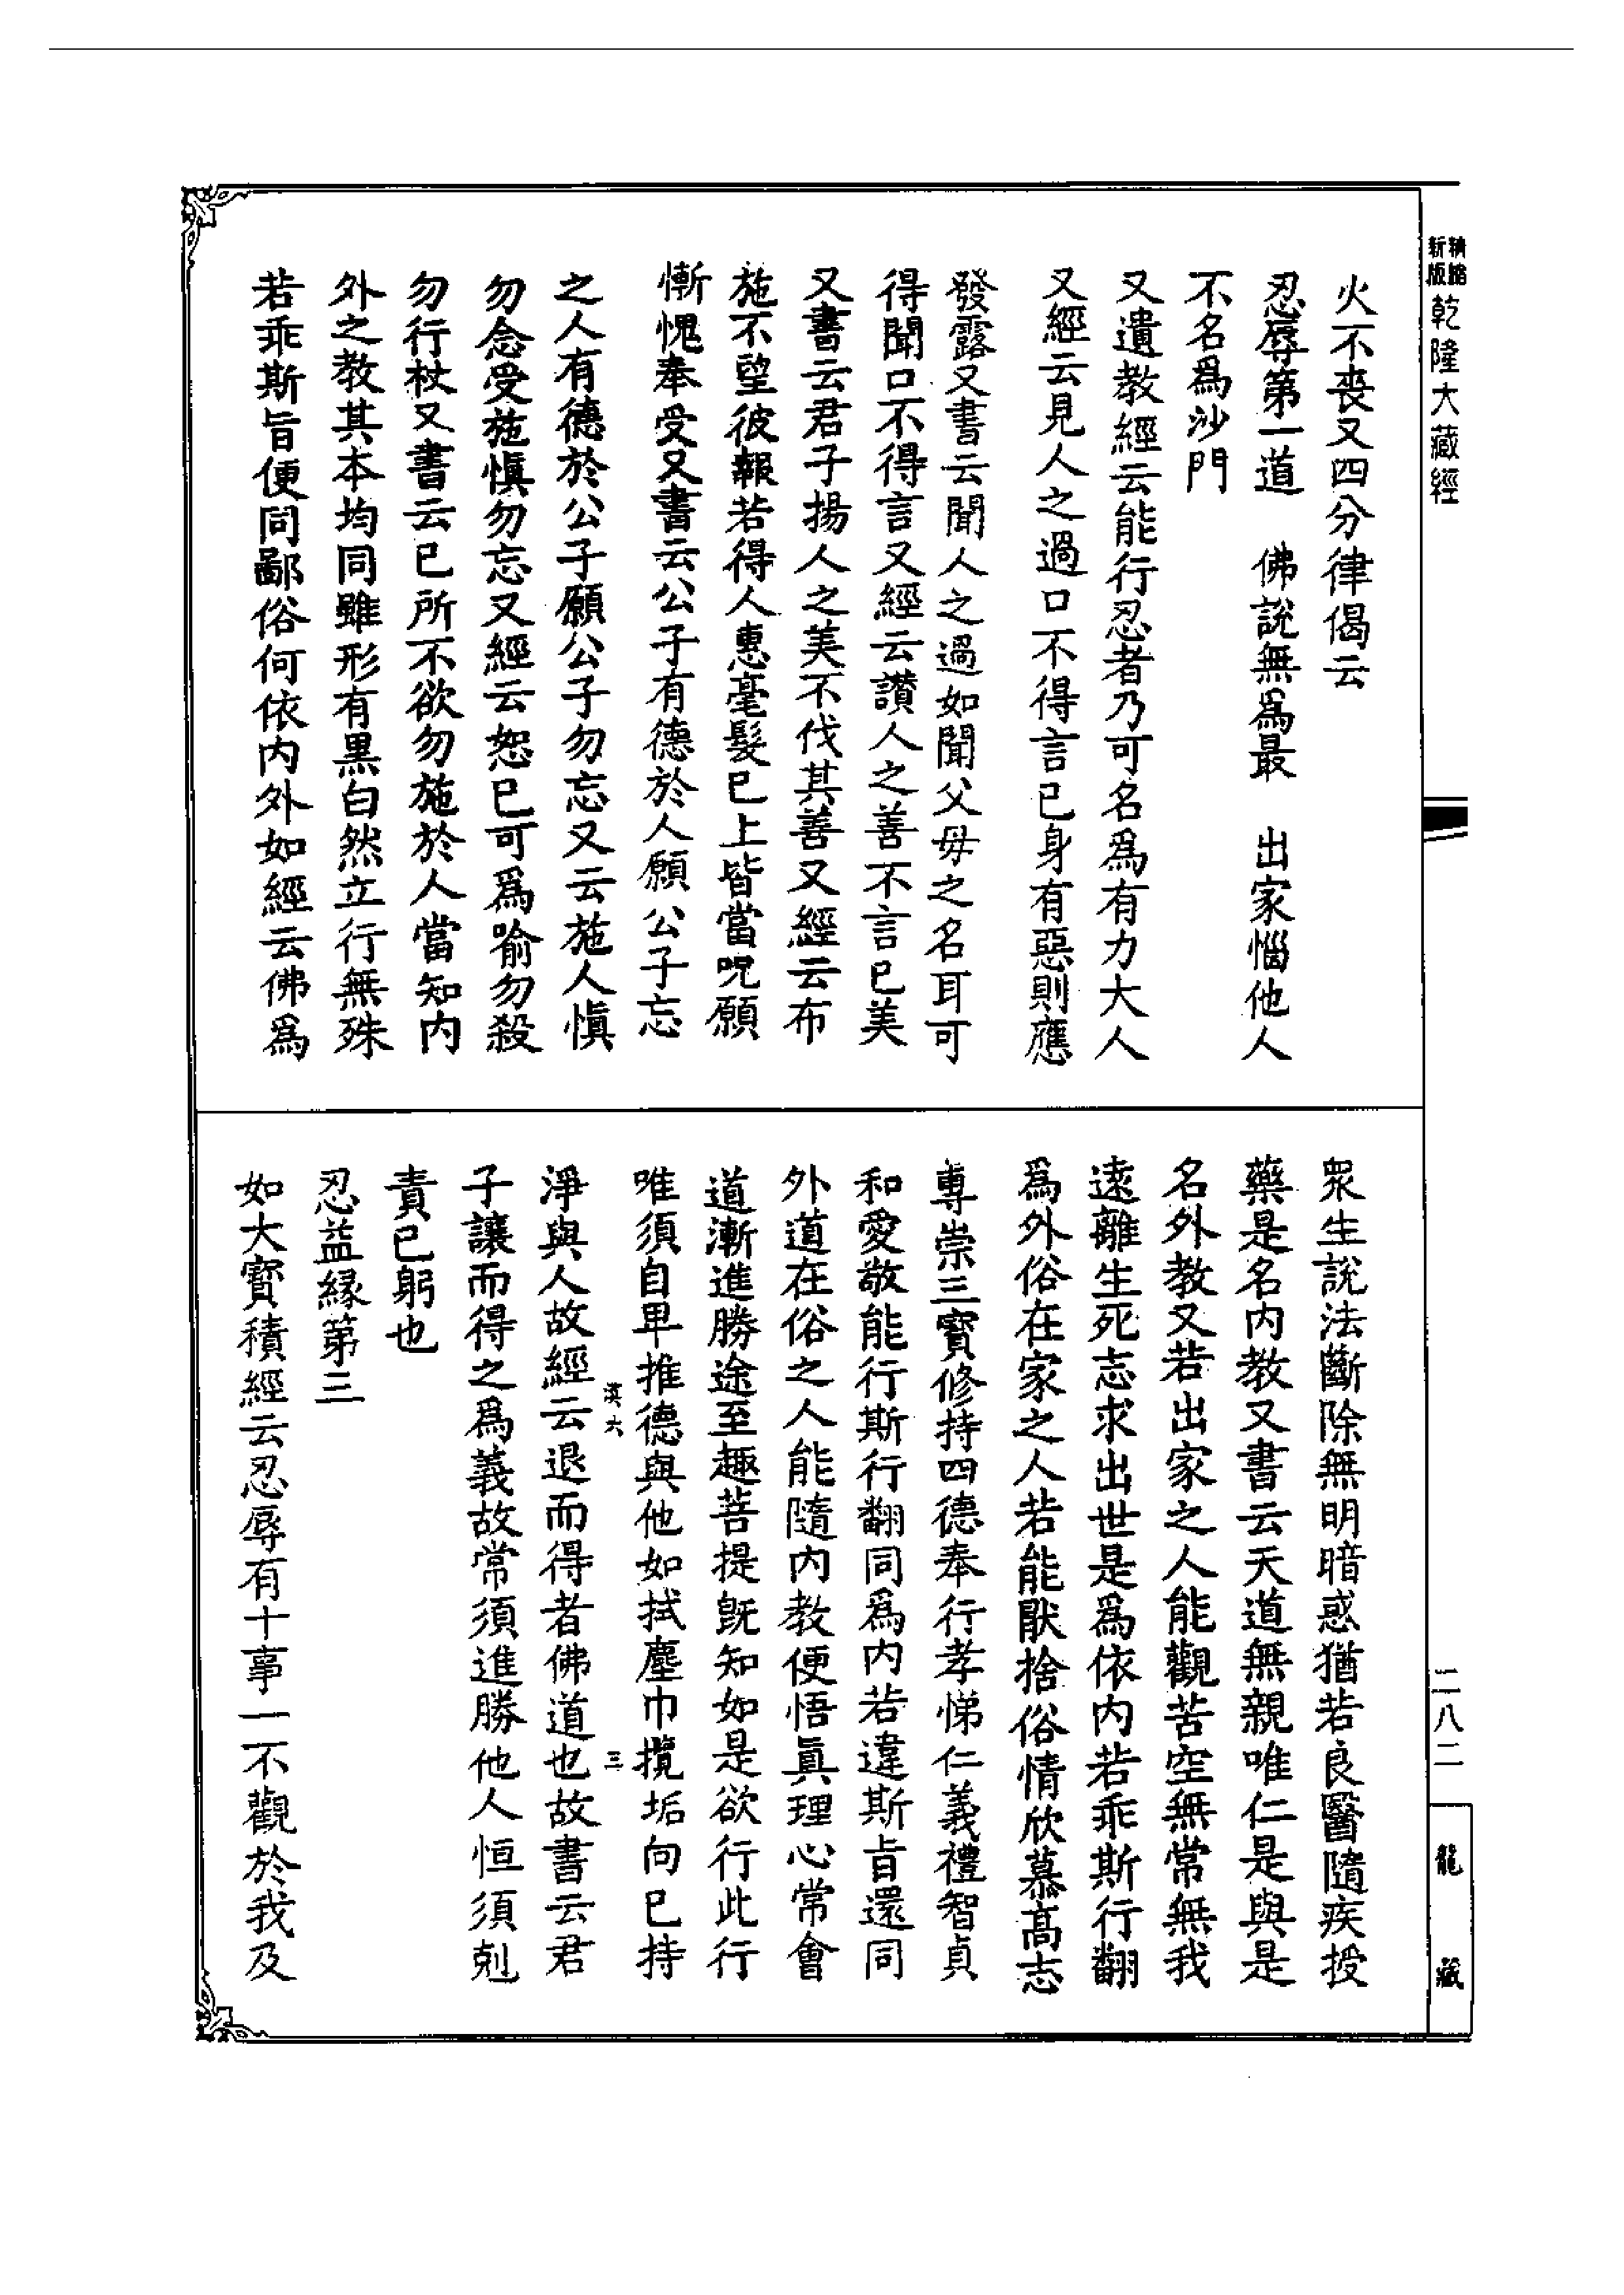 精縮新版乾隆大藏經
火不喪又四分律偈云
忍辱第一道　佛說無爲最　出家惱他人
不名爲沙門
又遺教經云能行忍者乃可名爲有力大人
又經云見人之過口不得言己身有惡則應
發露又書云聞人之過如聞父母之名耳可
得聞口不得言又經云讚人之善不言己美
又書云君子揚人之美不伐其善又經云布
施不望彼報若得人惠毫髮已上皆當呪願
慚愧奉受又書云公子有德於人願公子忘
之人有德於公子願公子勿忘又云施人慎
勿念受施慎勿忘又經云恕己可爲喻勿殺
勿行杖又書云己所不欲勿施於人當知內
外之教其本均同雖形有黑白然立行無殊
若乖斯旨便同鄙俗何依內外如經云佛爲
眾生說法斷除無明暗惑猶若良醫隨疾授
藥是名內教又書云天道無親唯仁是與是
名外教又若出家之人能觀苦空無常無我
遠離生死志求出世是爲依內若乖斯行翻
爲外俗在家之人若能厭捨俗情欣慕高志
專崇三寶修持四德奉行孝悌仁義禮智貞
和愛敬能行斯行翻同爲內若違斯旨還同
外道在俗之人能隨內教便悟眞理心常會
道漸進勝途至趣菩提旣知如是欲行此行
唯須自卑推德與他如拭塵巾攬垢向己持
漠六　三
淨與人故經云退而得者佛道也故書云君
子讓而得之爲義故常須進勝他人恒須剋
責己躬也
忍益緣第三
如大寶積經云忍辱有十事一不觀於我及
二八二
龍藏